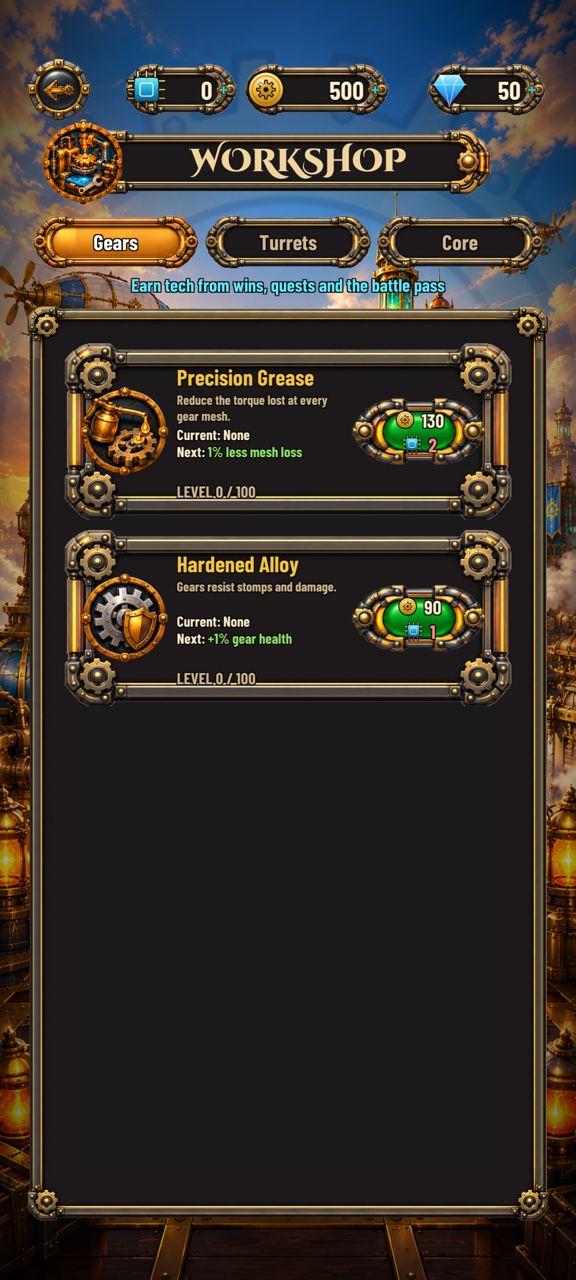 0
500
50
WORKSHOP
Gears
Turrets
Core
Earn tech from wins, quests and the battle pass
Precision Grease
Reduce the torque lost at every
gear mesh.
Current: None
Next: 1% less mesh loss
130
2
LEVEL 0 / 100
Hardened Alloy
Gears resist stomps and damage.
Current: None
Next: +1% gear health
90
1
LEVEL 0 / 100